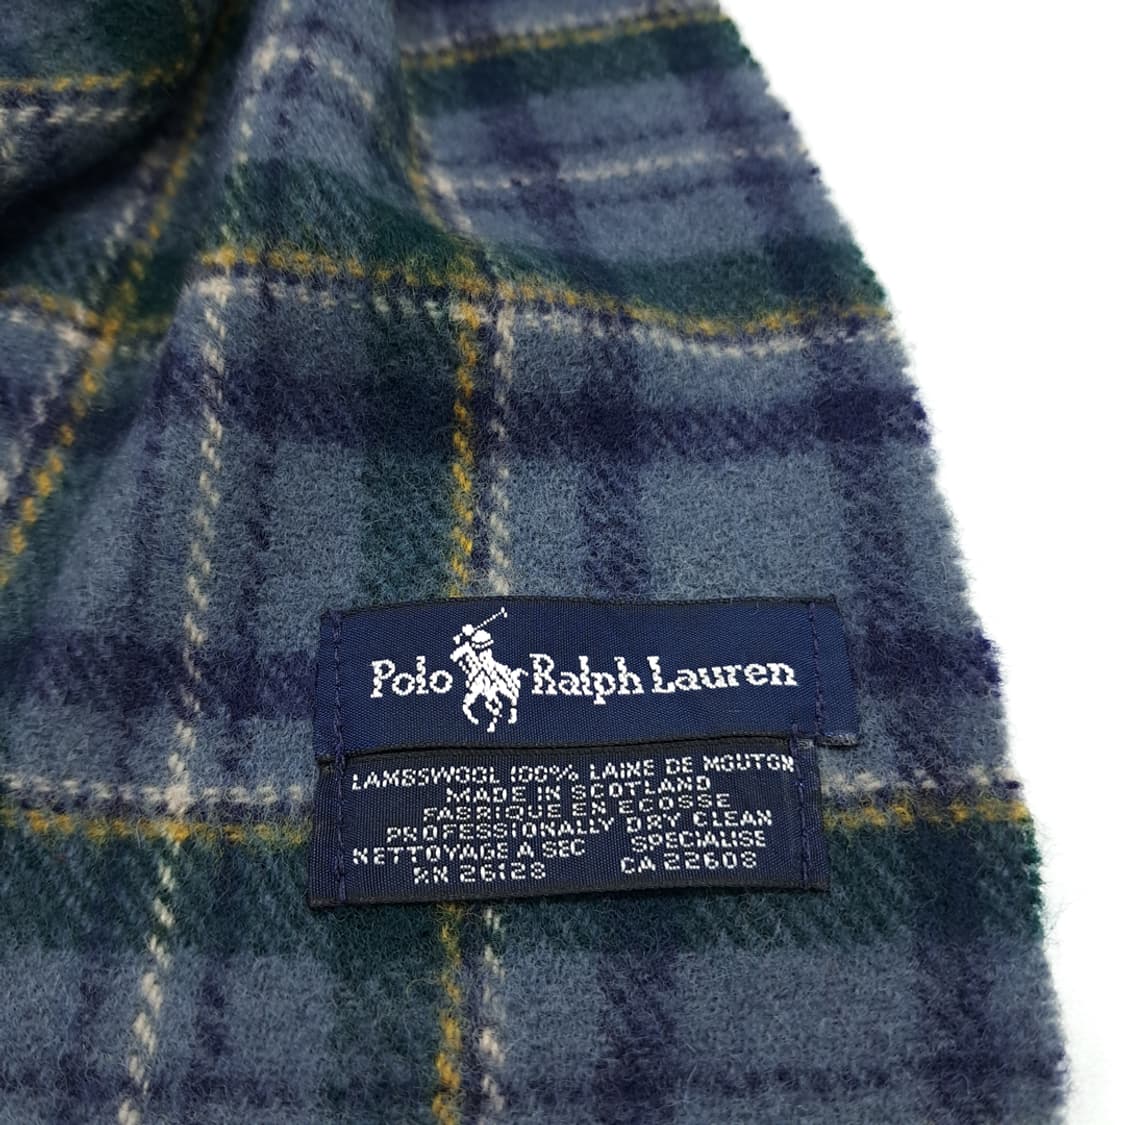 Polo Ralph Lauren
LAMBSWOOL 100% LAINE DE MOUTON
MADE IN SCOTLAND
FABRIQUE EN ECOSSE
PROFESSIONALLY DRY CLEAN
NETTOYAGE A SEC SPECIALISE
RN 26128 CA 22608